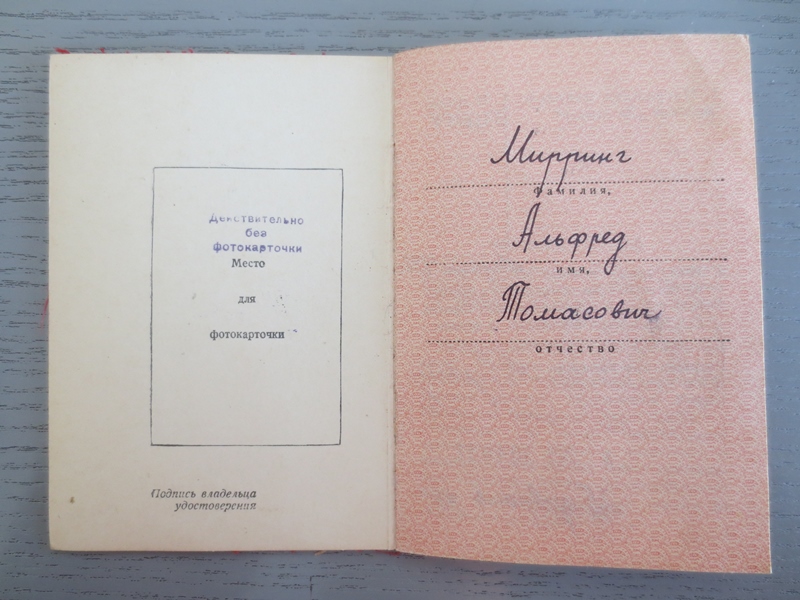 Действительно
без
фотокарточки
Место
для
фотокарточки
Подпись владельца
удостоверения
Мирринг
фамилия,
Альфред
имя,
Томасович
отчество